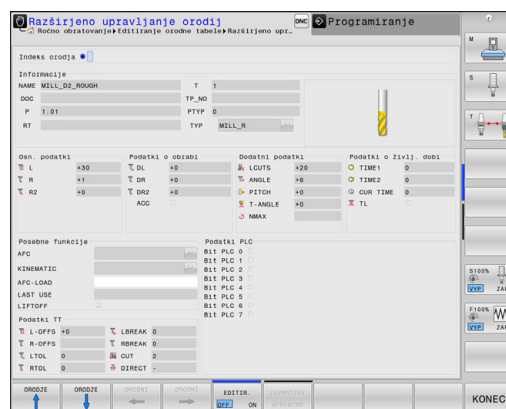 Razširjeno upravljanje orodij
DNC
Programiranje
Ročno obratovanje▸Editiranje orodne tabele▸Razširjeno upr…
Indeks orodja
Informacije
NAME MILL_D2_ROUGH T 1
DOC TP_NO
P 1.01 PTYP 0
RT TYP MILL_R
Osn. podatki Podatki o obrabi Dodatni podatki Podatki o življ. dobi
L +30 DL +0 LCUTS +20 TIME1 0
R +1 DR +0 ANGLE +6 TIME2 0
R2 +0 DR2 +0 PITCH +0 CUR TIME 0
ACC T-ANGLE +0 TL
NMAX
Posebne funkcije Podatki PLC
AFC Bit PLC 0
Bit PLC 1
KINEMATIC Bit PLC 2
Bit PLC 3
AFC-LOAD Bit PLC 4
LAST USE Bit PLC 5
LIFTOFF Bit PLC 6
Bit PLC 7
Podatki TT
L-OFFS +0 LBREAK 0
R-OFFS RBREAK 0
LTOL 0 CUT 2
RTOL 0 DIRECT -
M
S
T
S100%
VYP ZAP
F100%
VYP ZAP
ORODJE ORODJE ORODNI ORODNI EDITIR.
OFF ON
KONEC